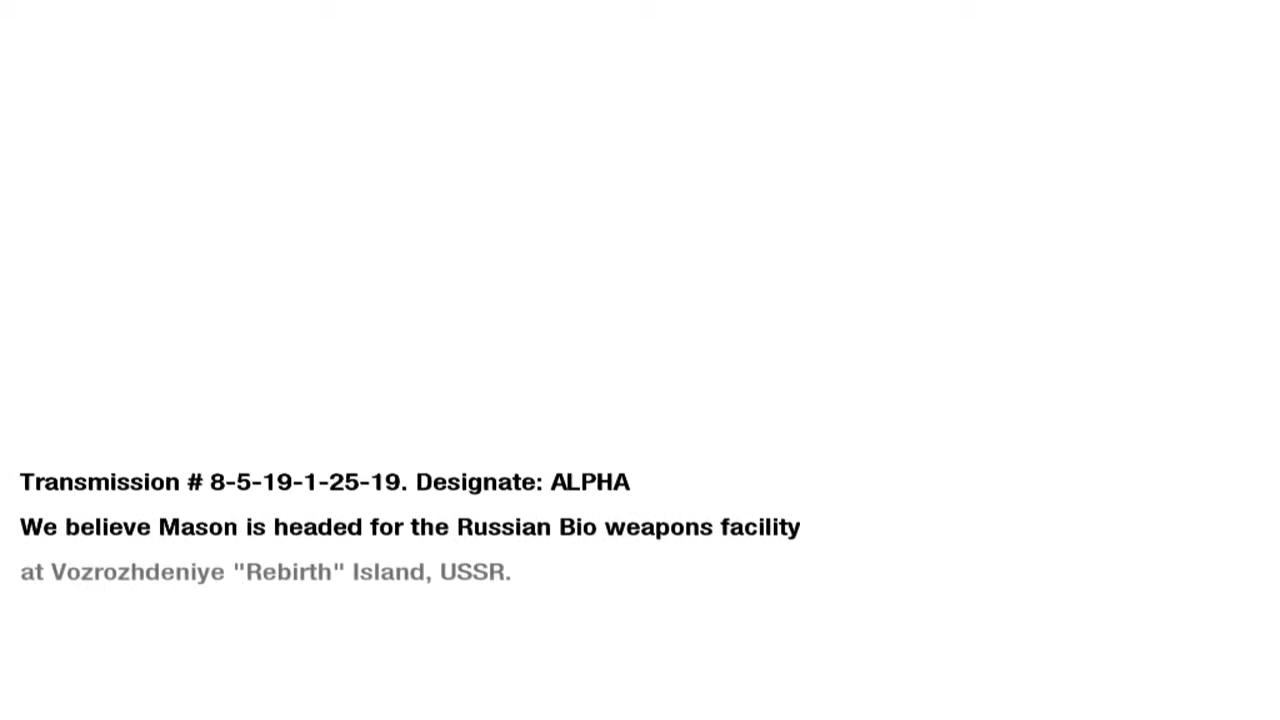 Transmission # 8-5-19-1-25-19. Designate: ALPHA
We believe Mason is headed for the Russian Bio weapons facility
at Vozrozhdeniye "Rebirth" Island, USSR.